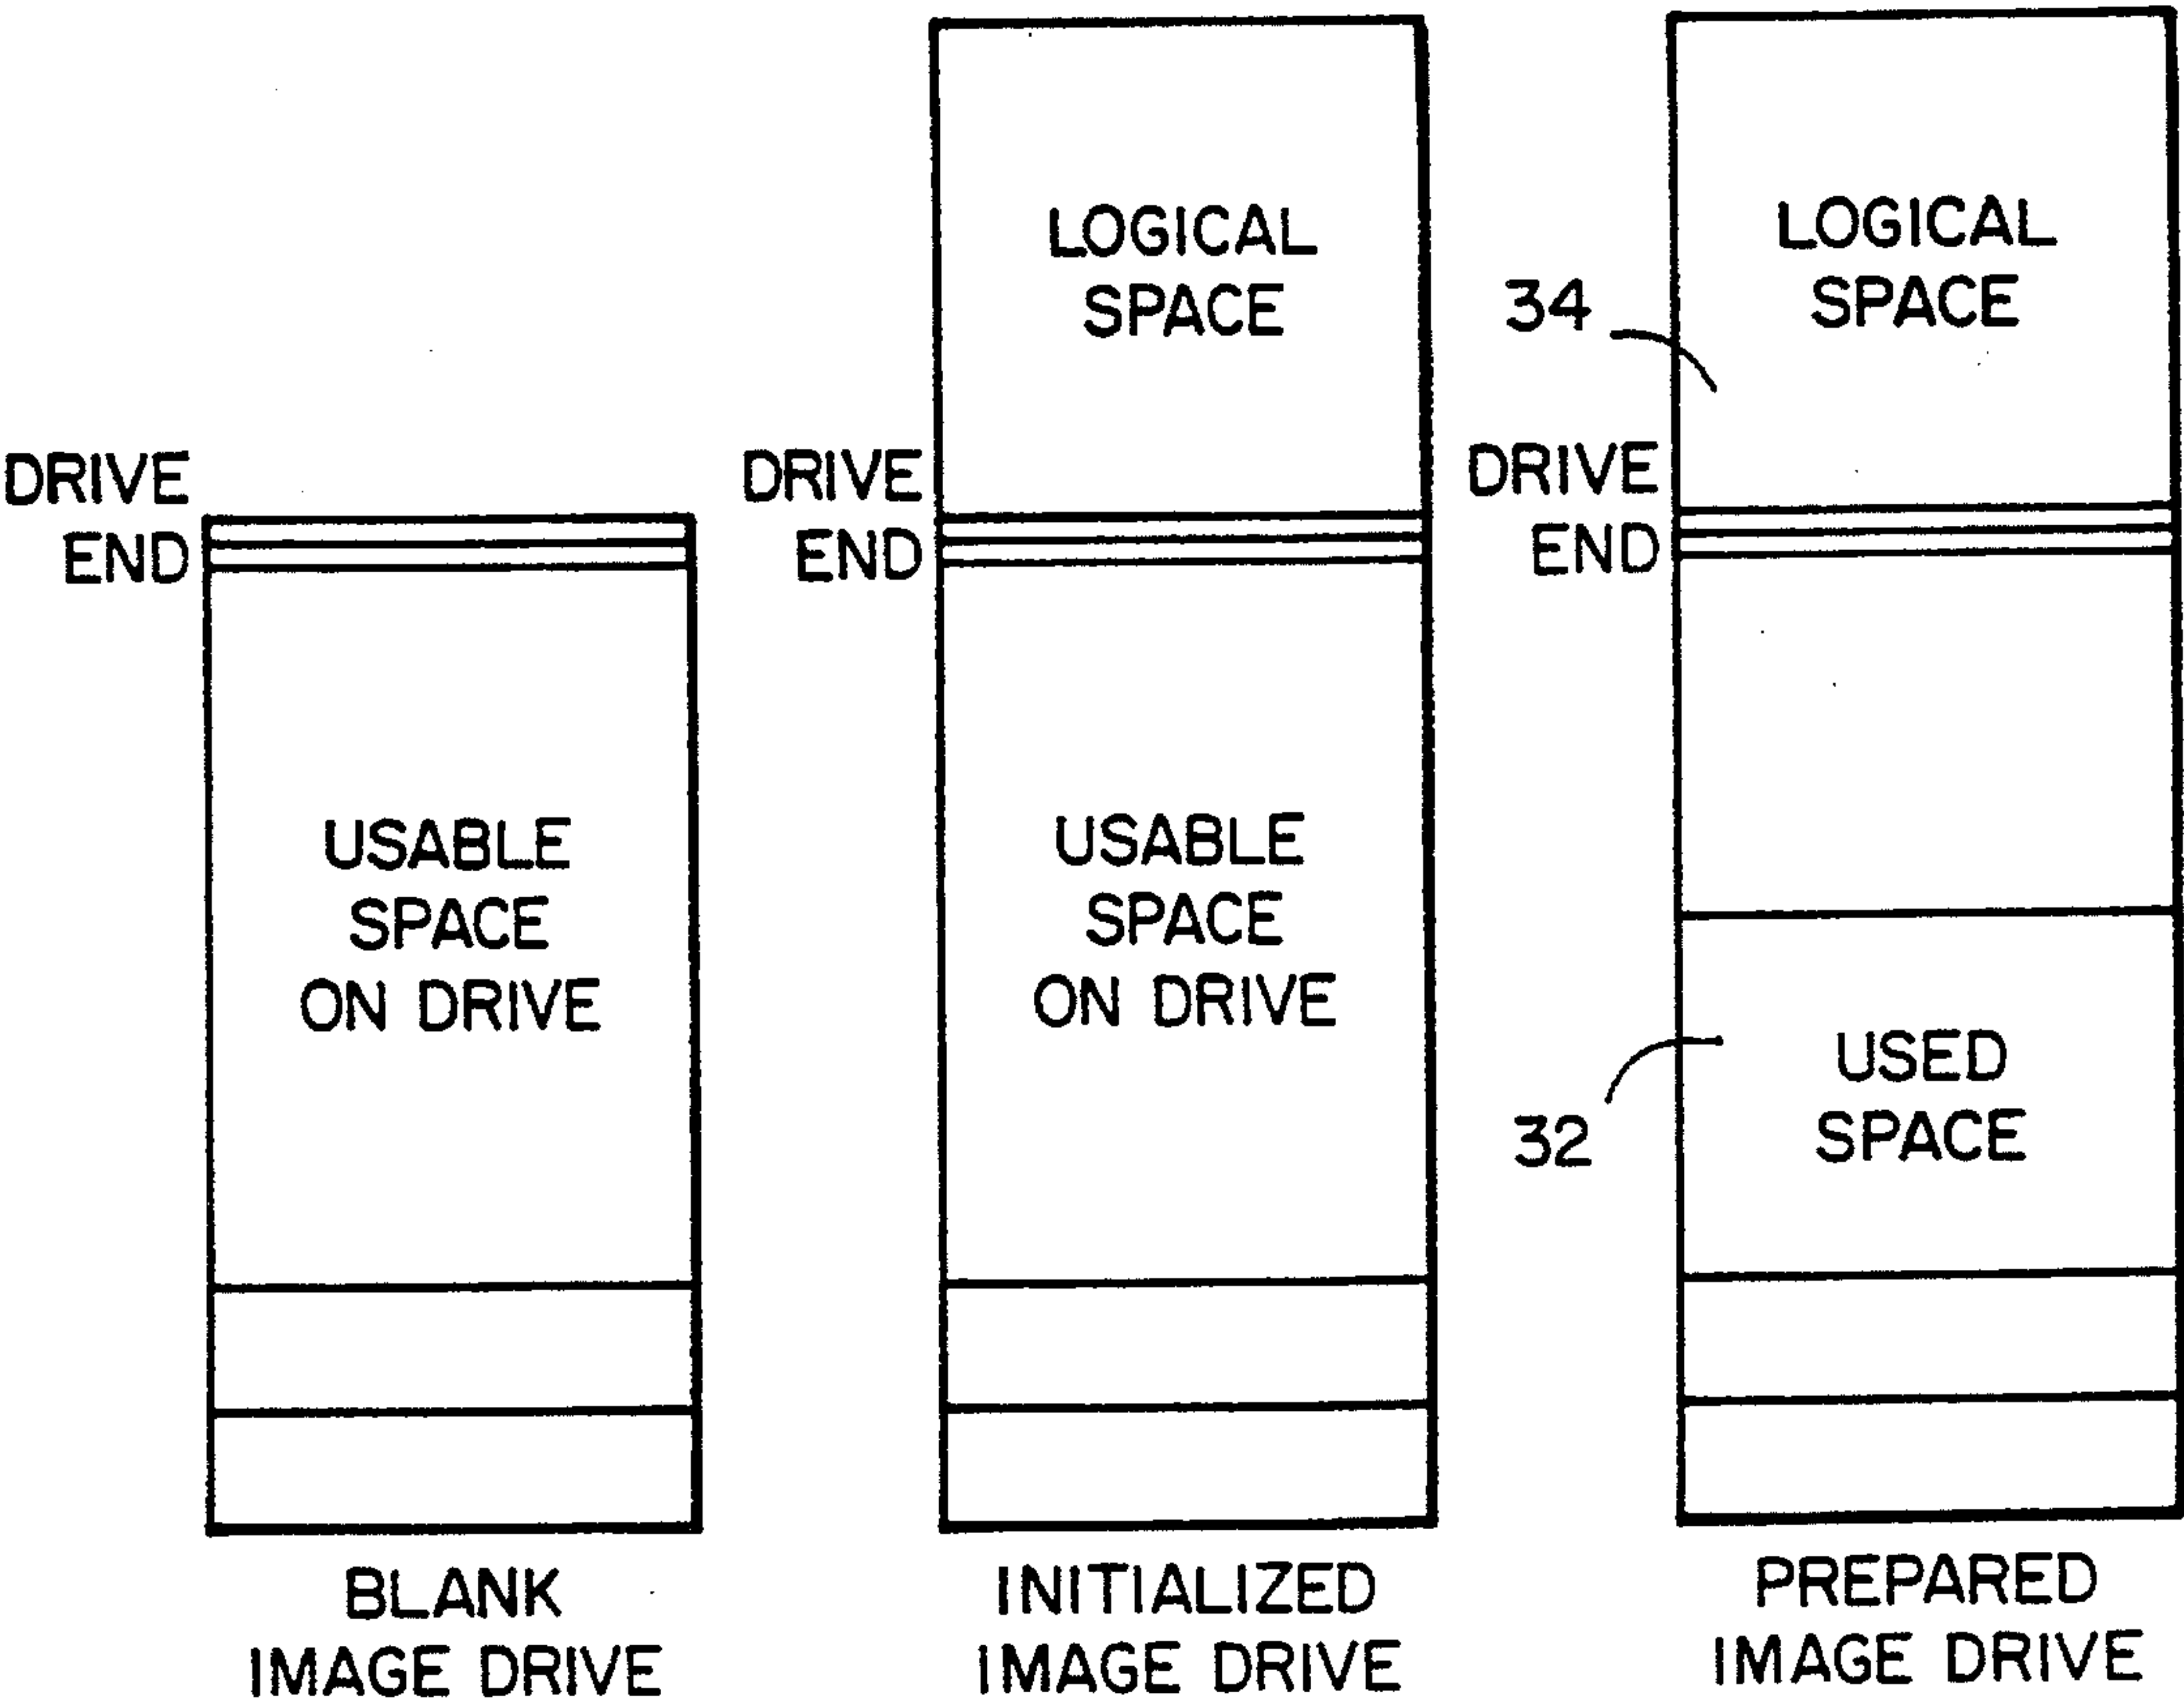 DRIVE
END
USABLE
SPACE
ON DRIVE
BLANK
IMAGE DRIVE
LOGICAL
SPACE
DRIVE
END
USABLE
SPACE
ON DRIVE
INITIALIZED
IMAGE DRIVE
LOGICAL
SPACE
34
DRIVE
END
USED
SPACE
32
PREPARED
IMAGE DRIVE